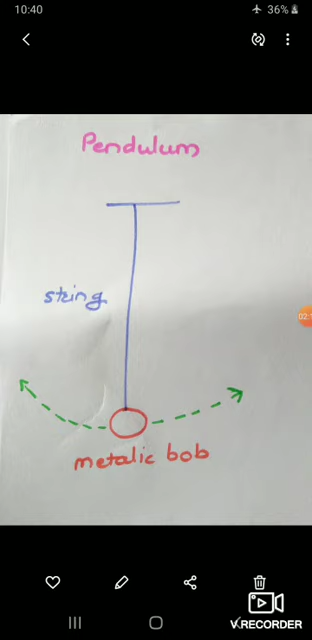 10:40
36%
Pendulum
string
metalic bob
V.RECORDER